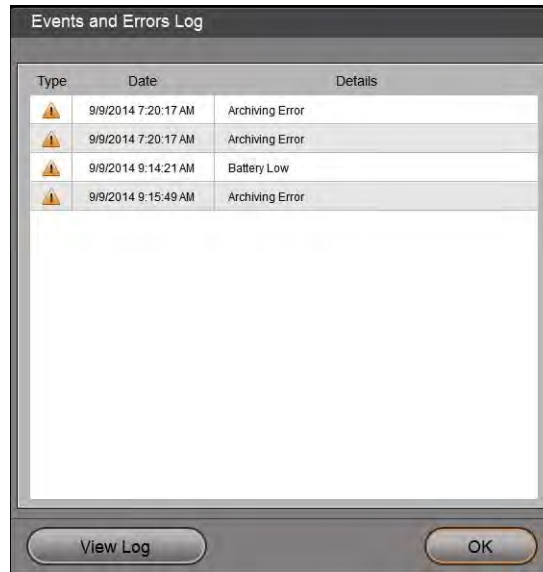 Events and Errors Log
Type Date Details
9/9/2014 7:20:17 AM Archiving Error
9/9/2014 7:20:17 AM Archiving Error
9/9/2014 9:14:21 AM Battery Low
9/9/2014 9:15:49 AM Archiving Error
View Log OK